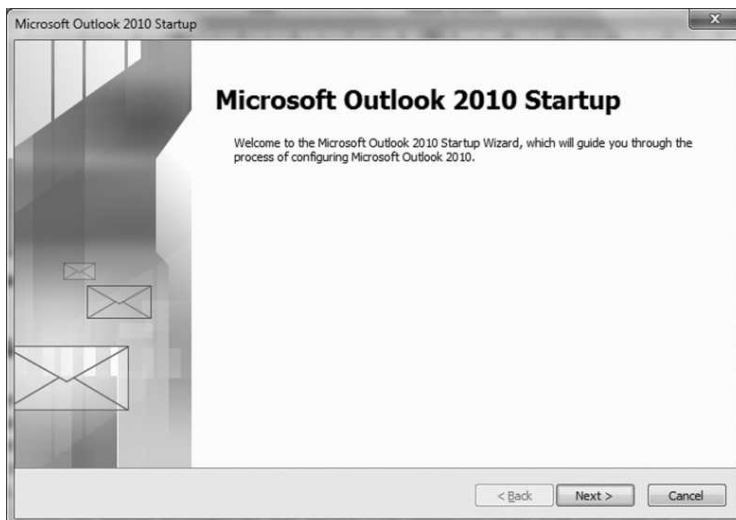 Microsoft Outlook 2010 Startup
Microsoft Outlook 2010 Startup
Welcome to the Microsoft Outlook 2010 Startup Wizard, which will guide you through the
process of configuring Microsoft Outlook 2010.
< Back Next > Cancel